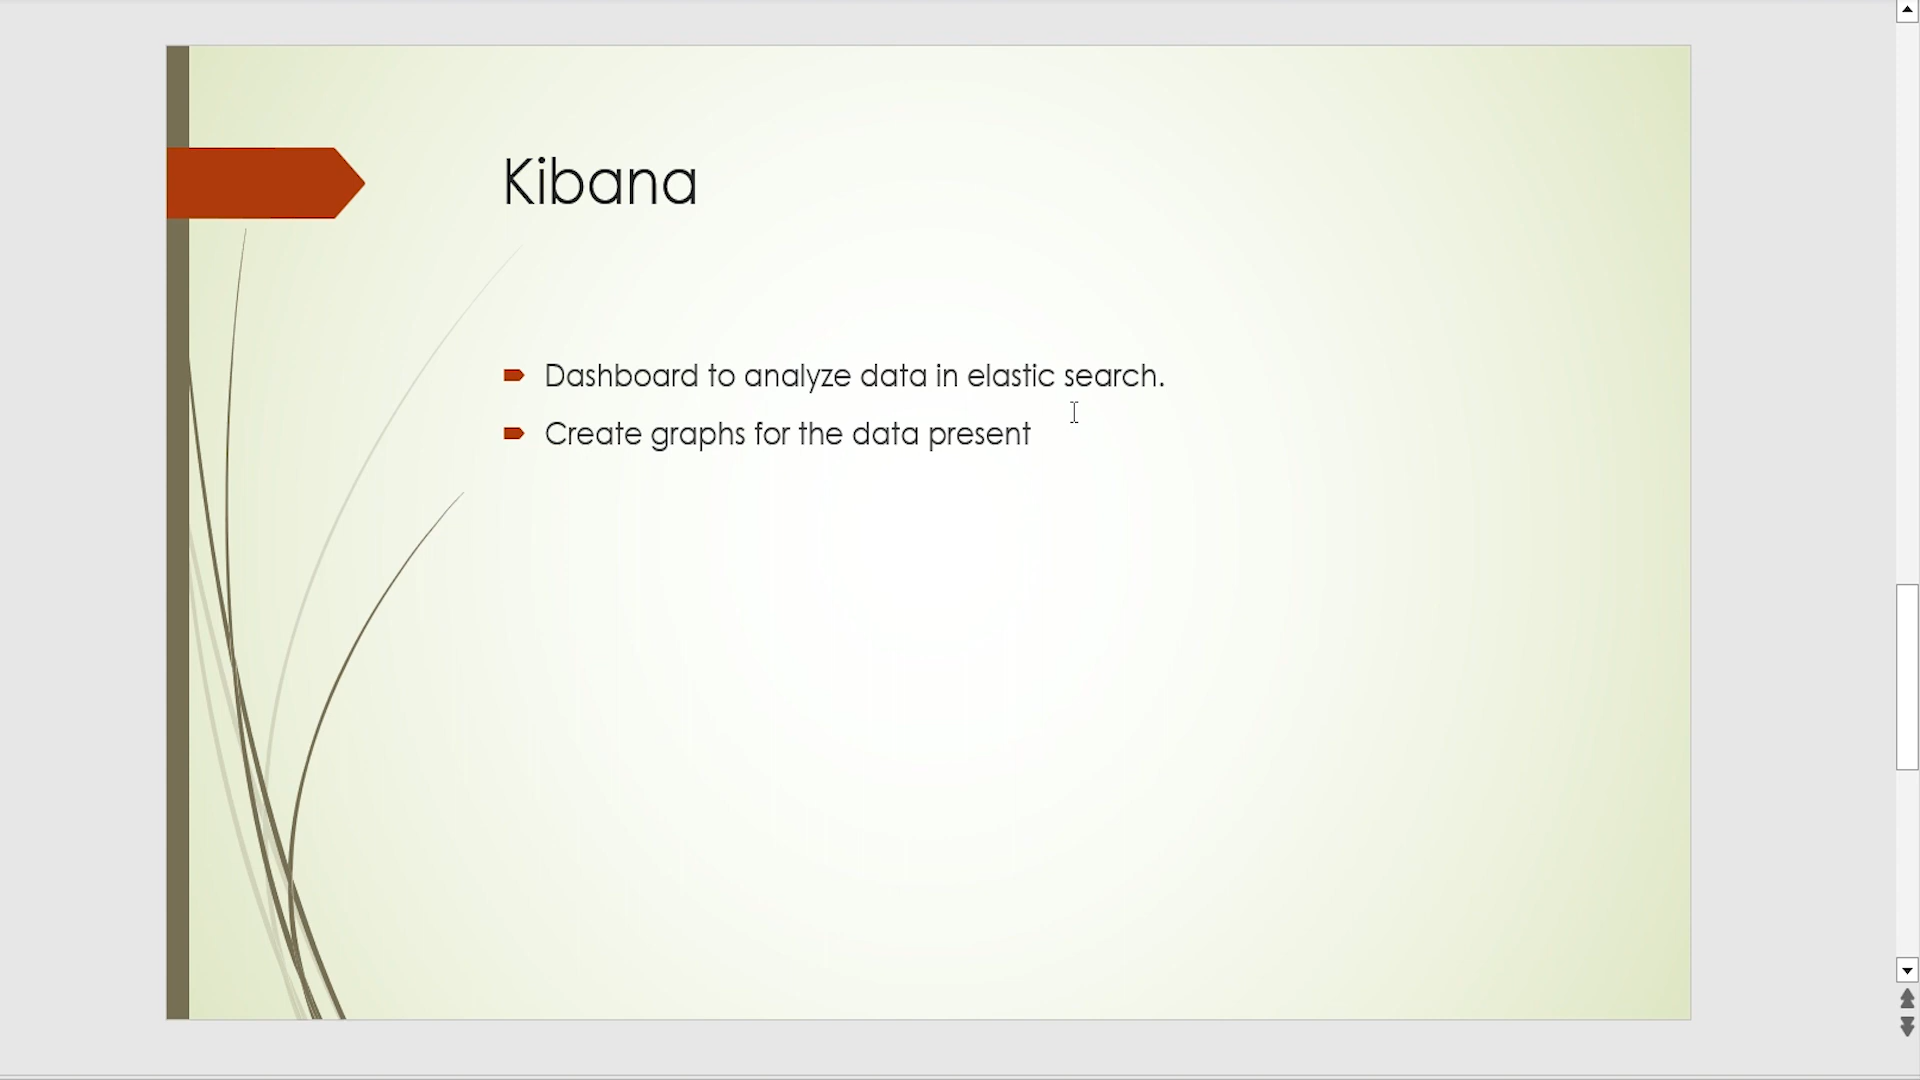 Kibana
Dashboard to analyze data in elastic search.
Create graphs for the data present